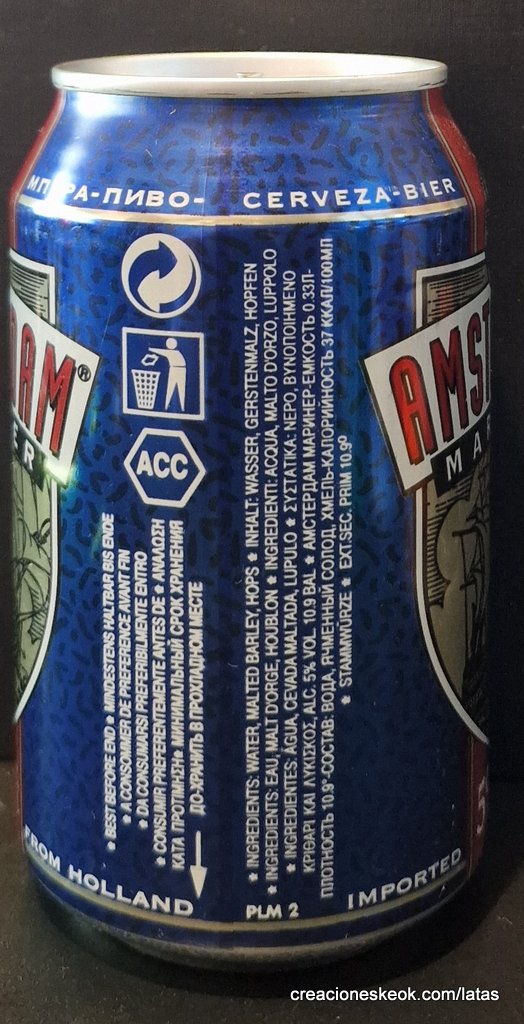 ΜΠΥΡΑ-ПИВО- CERVEZA-BIER
DAM®
ER
AMST
MAR
ACC
★ BEST BEFORE END ★ MINDESTENS HALTBAR BIS ENDE
★ A CONSOMMER DE PREFERENCE AVANT FIN
★ DA CONSUMARSI PREFERIBILMENTE ENTRO
★ CONSUMIR PREFERENTEMENTE ANTES DE ★ ΑΝΑΛΩΣΗ
ΚΑΤΑ ΠΡΟΤΙΜΗΣΗ★ МИНИМАЛЬНЫЙ СРОК ХРАНЕНИЯ
ДО-ХРАНИТЬ В ПРОХЛАДНОМ МЕСТЕ
★ INGREDIENTS: WATER, MALTED BARLEY, HOPS ★ INHALT: WASSER, GERSTENMALZ, HOPFEN
★ INGREDIENTS: EAU, MALT D'ORGE, HOUBLON ★ INGREDIENTI: ACQUA, MALTO D'ORZO, LUPPOLO
★ INGREDIENTES: ÁGUA, CEVADA MALTADA, LUPULO ★ ΣΥΣΤΑΤΙΚΑ: ΝΕΡΟ, ΒΥΝΟΠΟΙΗΜΕΝΟ
ΚΡΙΘΑΡΙ ΚΑΙ ΛΥΚΙΣΚΟΣ ALC. 5% VOL. 10.9 BAL. ★ АМСТЕРДАМ МАРИНЕР-ЕМКОСТЬ 0.33Л-
ПЛОТНОСТЬ 10.9°-СОСТАВ: ВОДА, ЯЧМЕННЫЙ СОЛОД, ХМЕЛЬ-КАЛОРИЙНОСТЬ 37 ККАЛ/100МЛ
★ STAMMWÜRZE ★ EXT.SEC. PRIM 10.9°
FROM HOLLAND
PLM 2
IMPORTED
creacioneskeok.com/latas